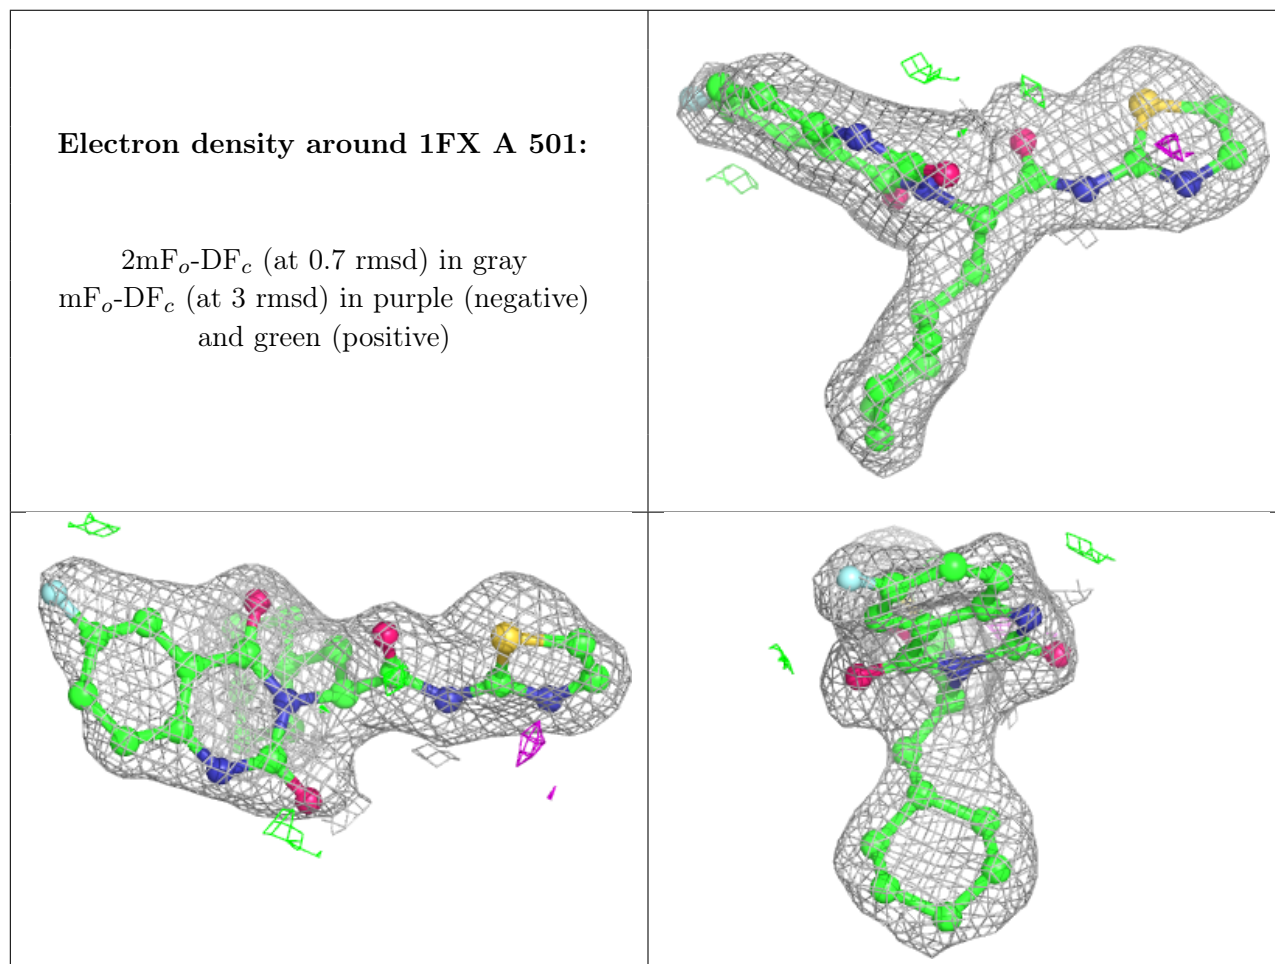 Electron density around 1FX A 501:
2mFo-DFc (at 0.7 rmsd) in gray
mFo-DFc (at 3 rmsd) in purple (negative)
and green (positive)